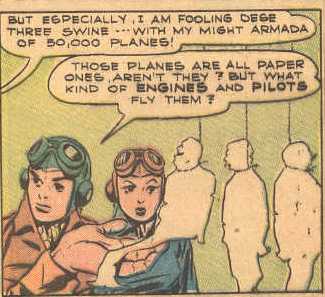 BUT ESPECIALLY, I AM FOOLING DESE
THREE SWINE --- WITH MY MIGHT ARMADA
OF 50,000 PLANES!
THOSE PLANES ARE ALL PAPER
ONES, AREN'T THEY? BUT WHAT
KIND OF ENGINES AND PILOTS
FLY THEM?